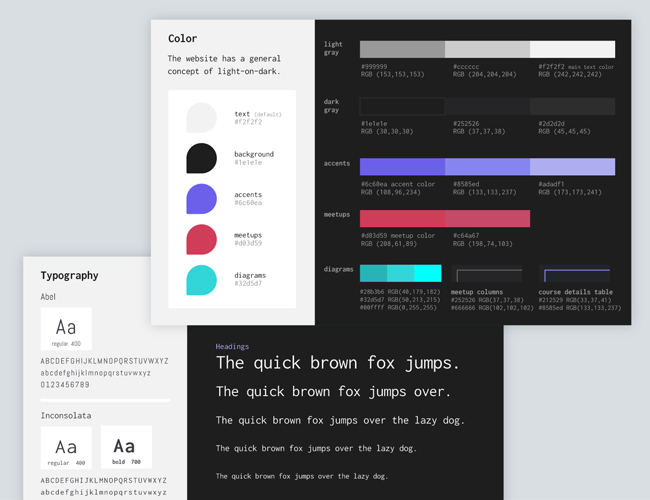 Color
The website has a general
concept of light-on-dark.
text (default)
#f2f2f2
background
#1e1e1e
accents
#6c60ea
meetups
#d03d59
diagrams
#32d5d7
light
gray
#999999
RGB (153,153,153)
#cccccc
RGB (204,204,204)
#f2f2f2 main text color
RGB (242,242,242)
dark
gray
#1e1e1e
RGB (30,30,30)
#252526
RGB (37,37,38)
#2d2d2d
RGB (45,45,45)
accents
#6c60ea accent color
RGB (108,96,234)
#8585ed
RGB (133,133,237)
#adadf1
RGB (173,173,241)
meetups
#d03d59 meetup color
RGB (208,61,89)
#c64a67
RGB (198,74,103)
diagrams
#28b3b6 RGB(40,179,182)
#32d5d7 RGB(50,213,215)
#00ffff RGB(0,255,255)
meetup columns
#252526 RGB(37,37,38)
#666666 RGB(102,102,102)
course details table
#212529 RGB(33,37,41)
#8585ed RGB(133,133,237)
Typography
Abel
Aa
regular 400
ABCDEFGHIJKLMNOPQRSTUVWXYZ
abcdefghijklmnopqrstuvwxyz
0123456789
Inconsolata
Aa
regular 400
Aa
bold 700
ABCDEFGHIJKLMNOPQRSTUVWXYZ
abcdefghijklmnopqrstuvwxyz
Headings
The quick brown fox jumps.
The quick brown fox jumps over.
The quick brown fox jumps over the lazy dog.
The quick brown fox jumps over the lazy dog.
The quick brown fox jumps over the lazy dog.